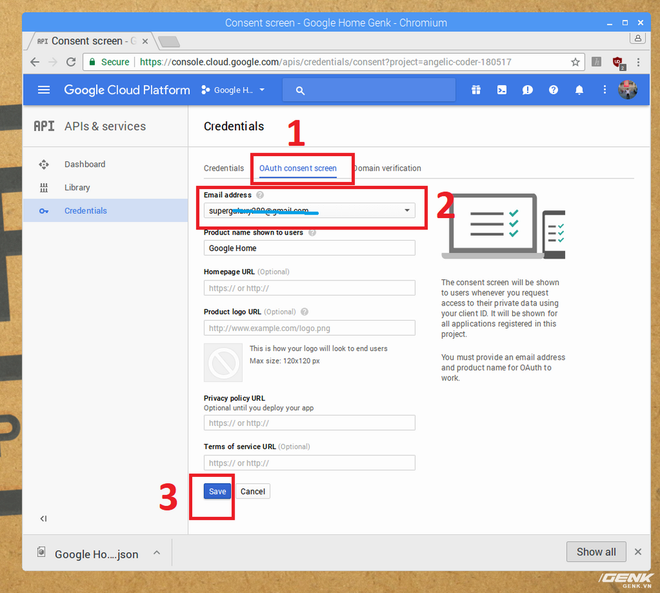 Consent screen - Google Home Genk - Chromium
API Consent screen - G
Secure https://console.cloud.google.com/apis/credentials/consent?project=angelic-coder-180517
Google Cloud Platform
Google H...
API APIs & services
Credentials
1
Dashboard
Library
Credentials
Credentials
OAuth consent screen
Domain verification
Email address
2
Product name shown to users
Google Home
Homepage URL (Optional)
https:// or http://
Product logo URL (Optional)
http://www.example.com/logo.png
This is how your logo will look to end users
Max size: 120x120 px
Privacy policy URL
Optional until you deploy your app
https:// or http://
Terms of service URL (Optional)
https:// or http://
3
Save
Cancel
The consent screen will be shown
to users whenever you request
access to their private data using
your client ID. It will be shown for
all applications registered in this
project.
You must provide an email address
and product name for OAuth to
work.
Google Ho....json
Show all
GENK
GENK.VN